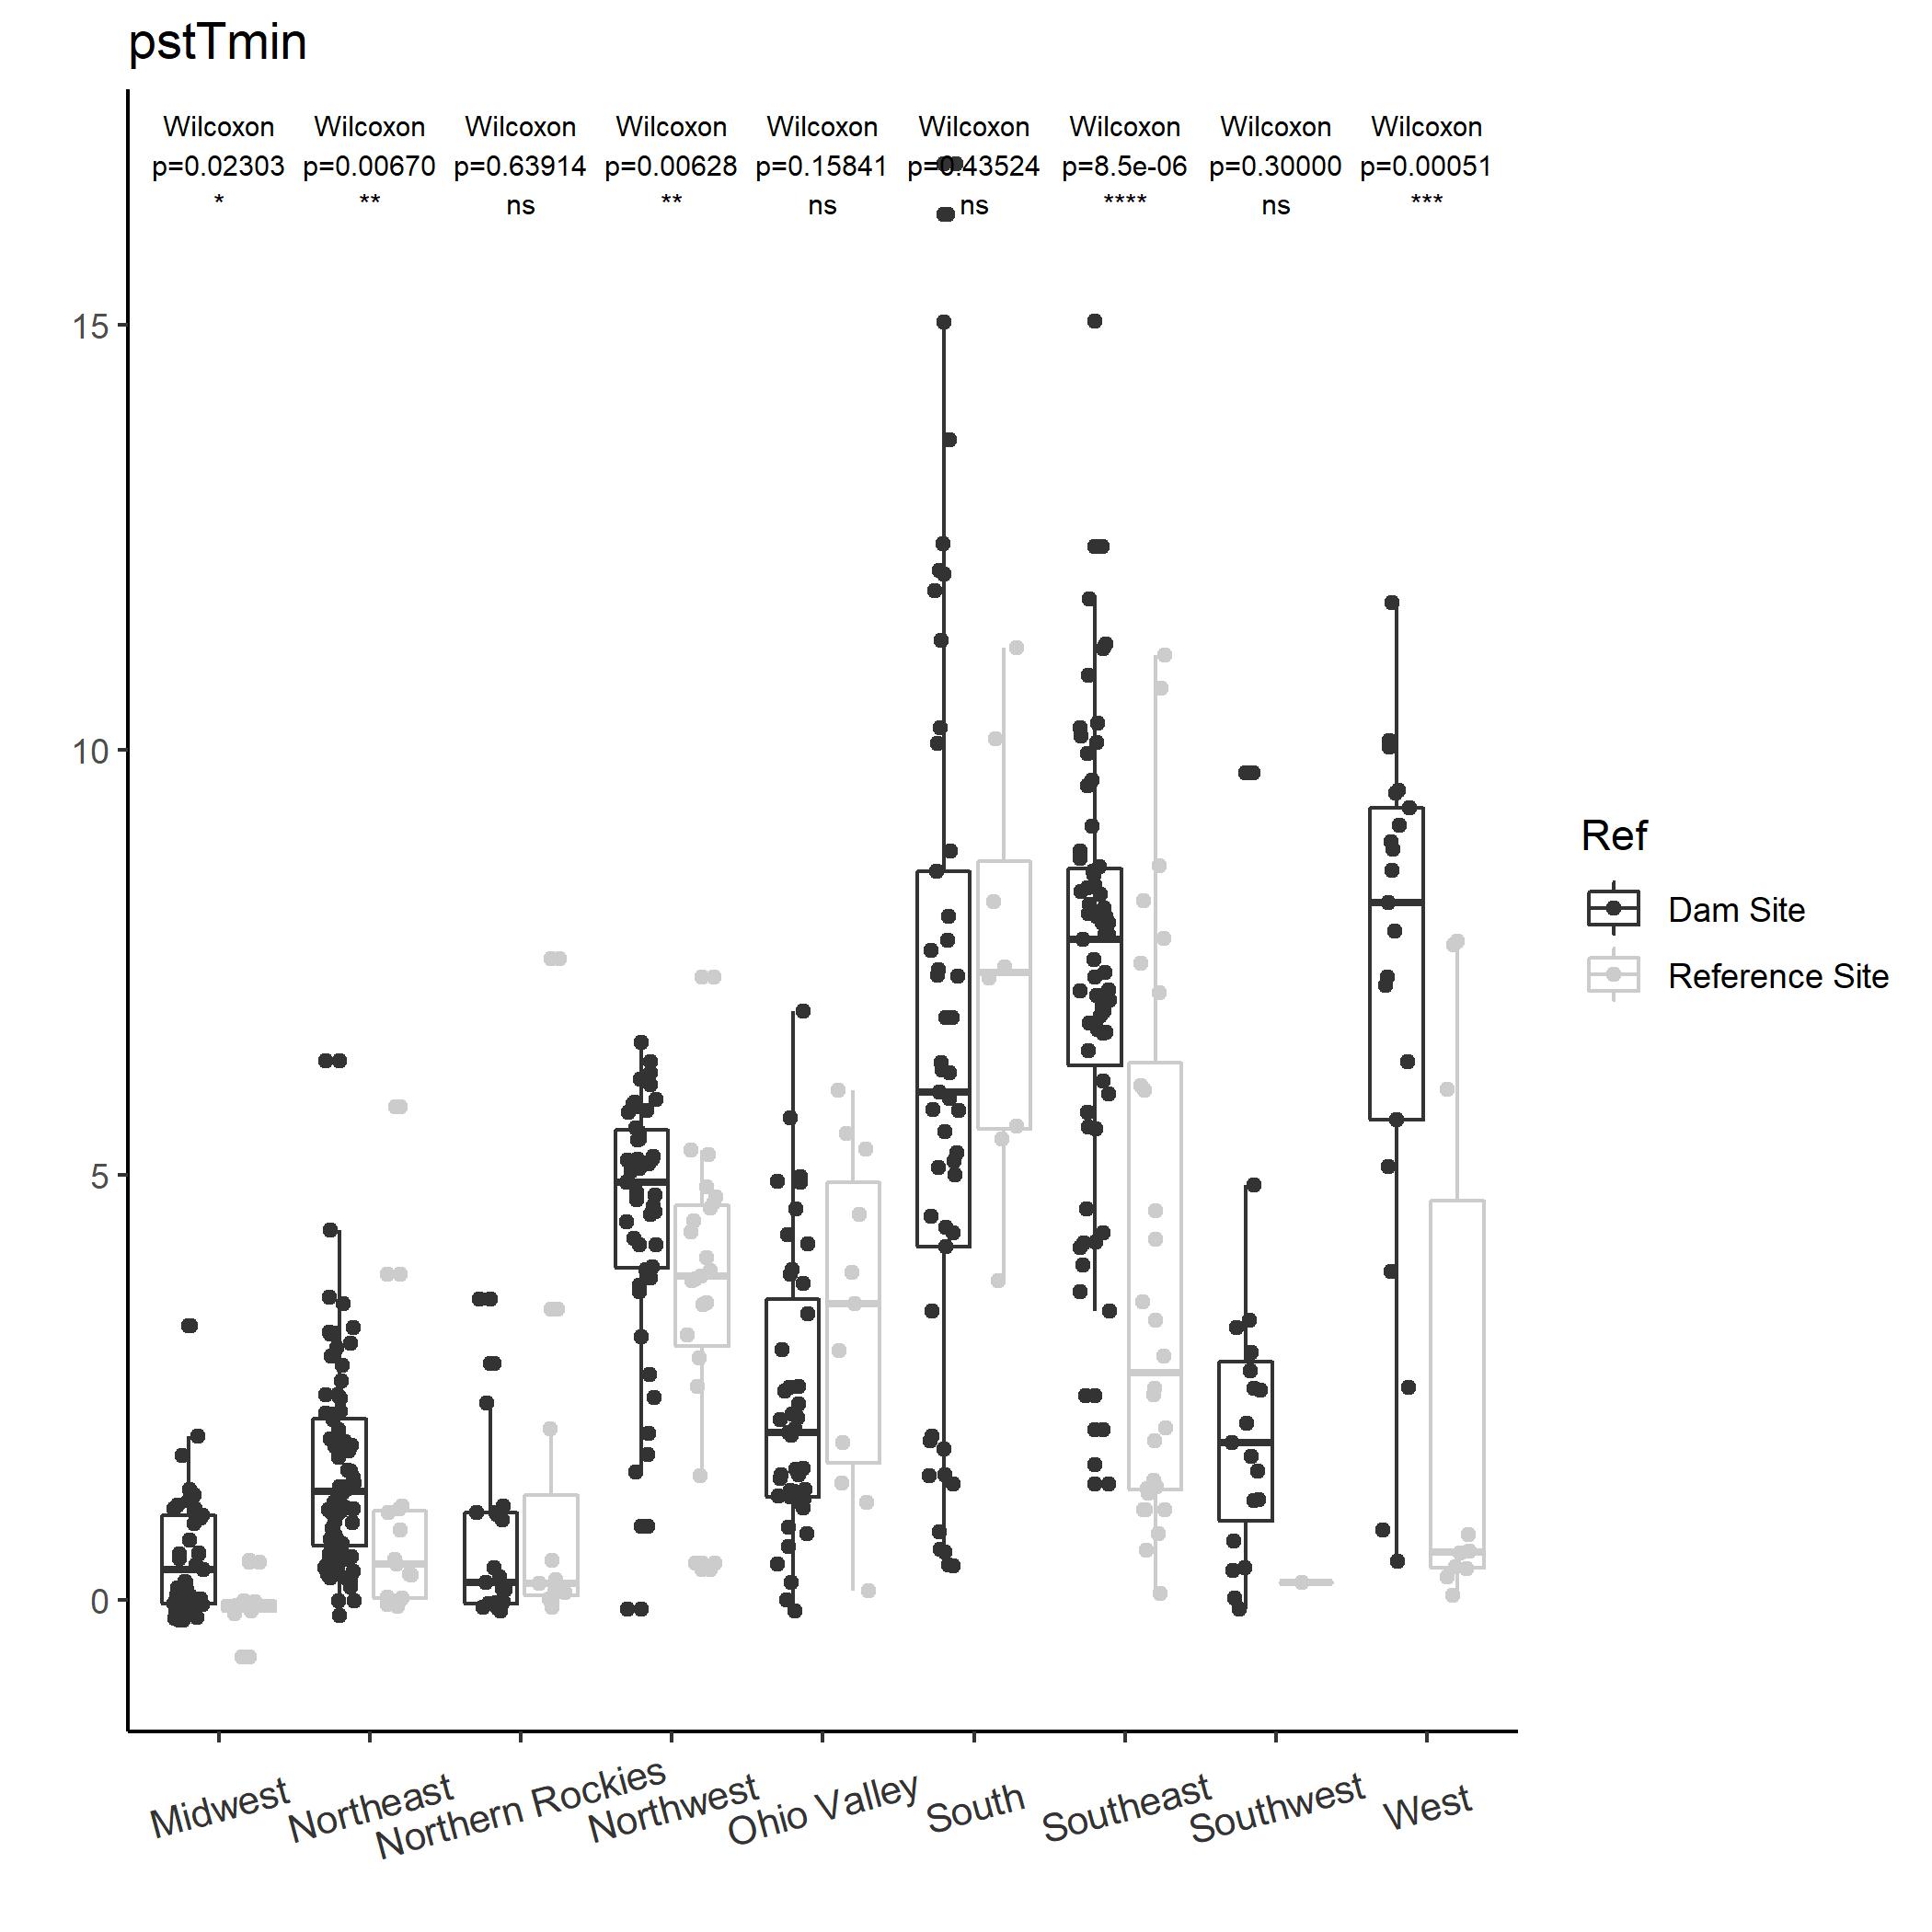 pstTmin
Wilcoxon Wilcoxon Wilcoxon Wilcoxon Wilcoxon Wilcoxon Wilcoxon Wilcoxon Wilcoxon
p=0.02303 p=0.00670 p=0.63914 p=0.00628 p=0.15841 p=0.43524 p=8.5e-06 p=0.30000 p=0.00051
* ** ns ** ns ns **** ns ***
15
10
5
0
Ref
Dam Site
Reference Site
Midwest Northeast Northern Rockies Northwest Ohio Valley South Southeast Southwest West